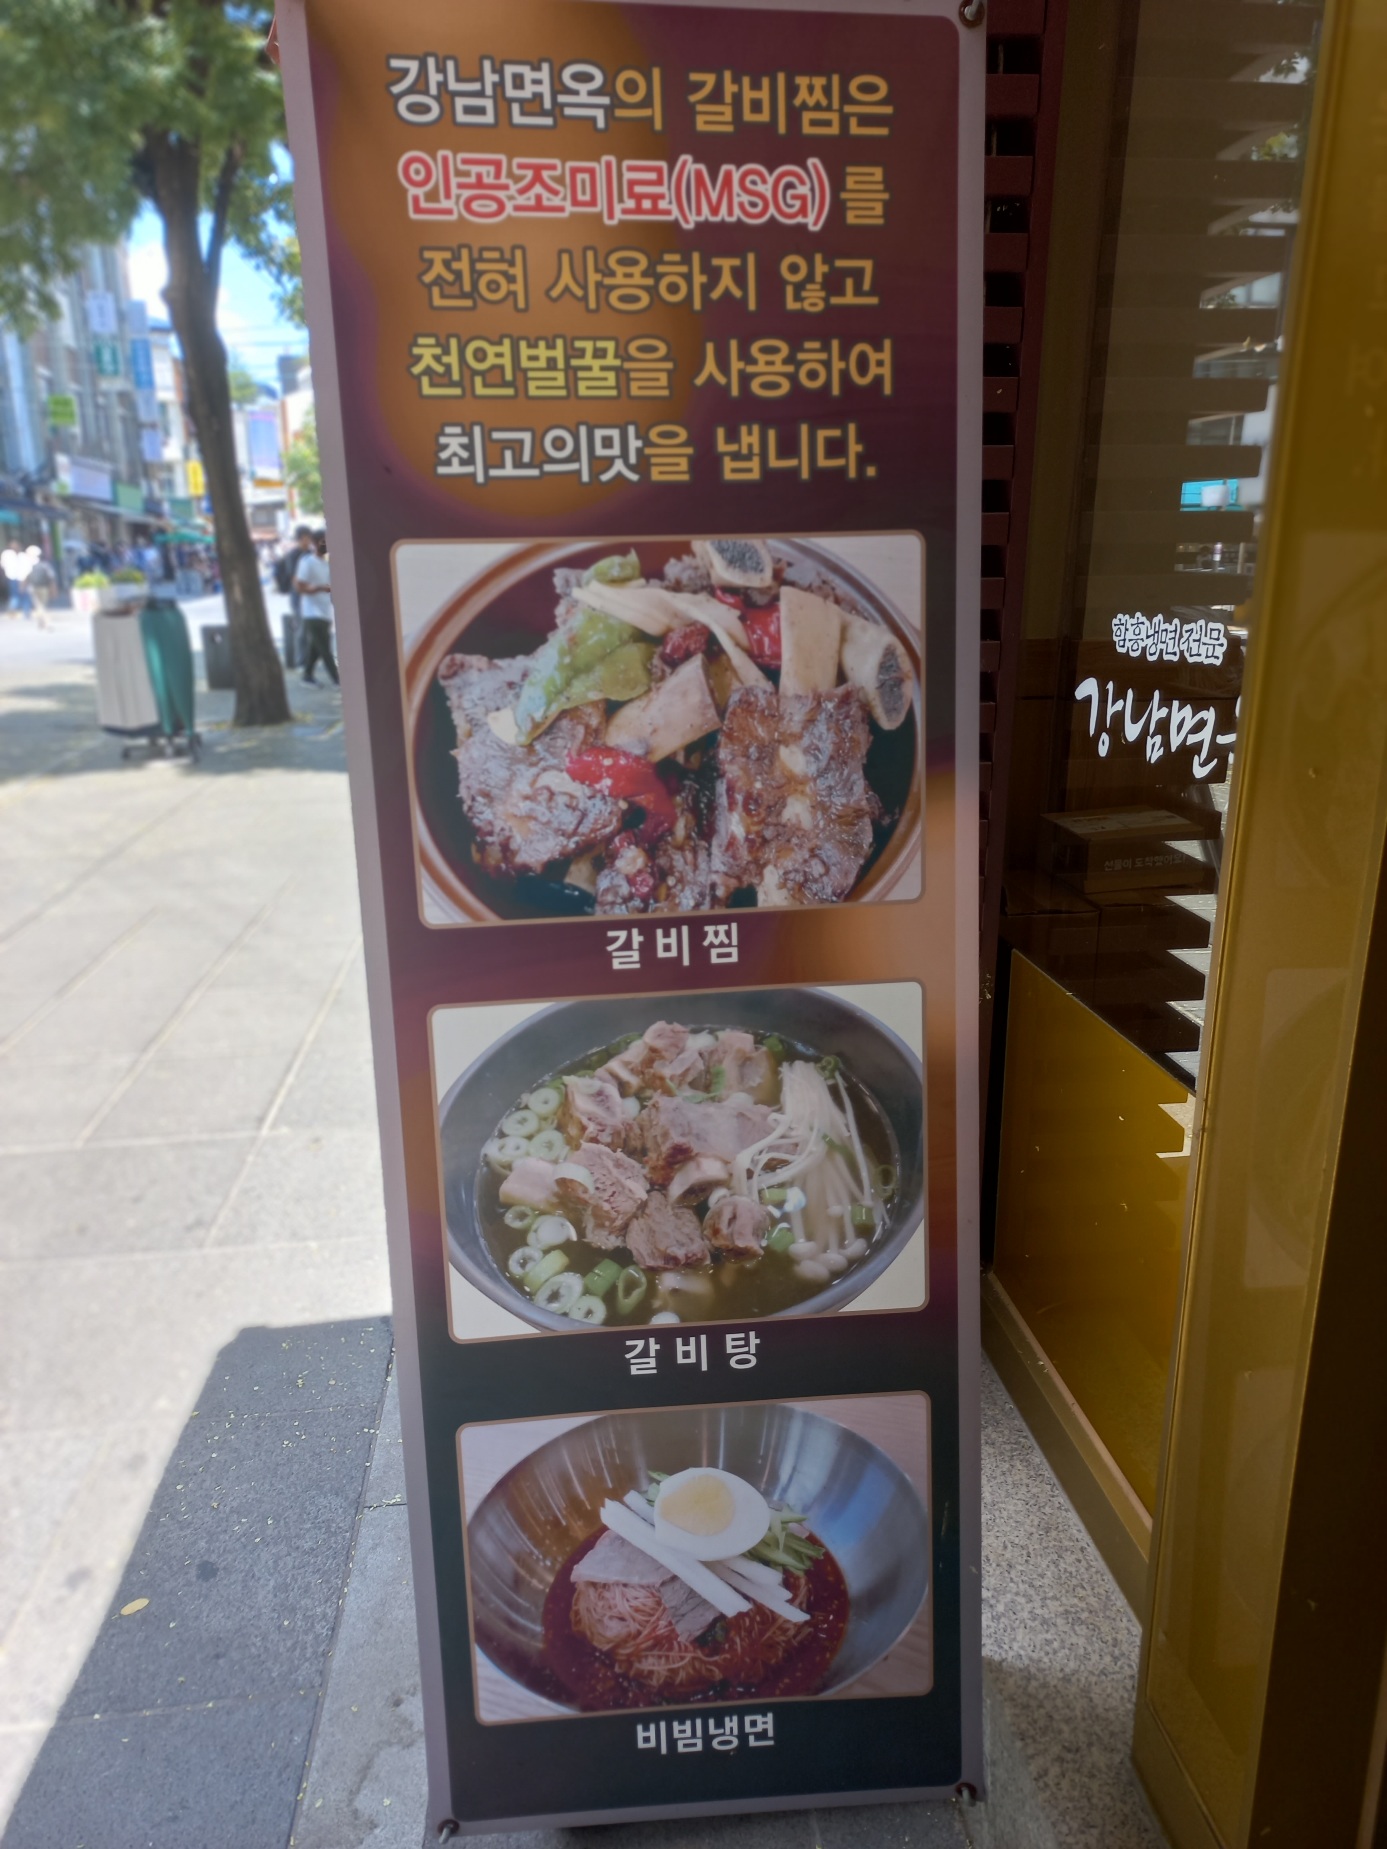 강남면옥의 갈비찜은
인공조미료(MSG)를
전혀 사용하지 않고
천연벌꿀을 사용하여
최고의맛을 냅니다.
갈비찜
갈비탕
비빔냉면
함흥냉면 전문
강남면